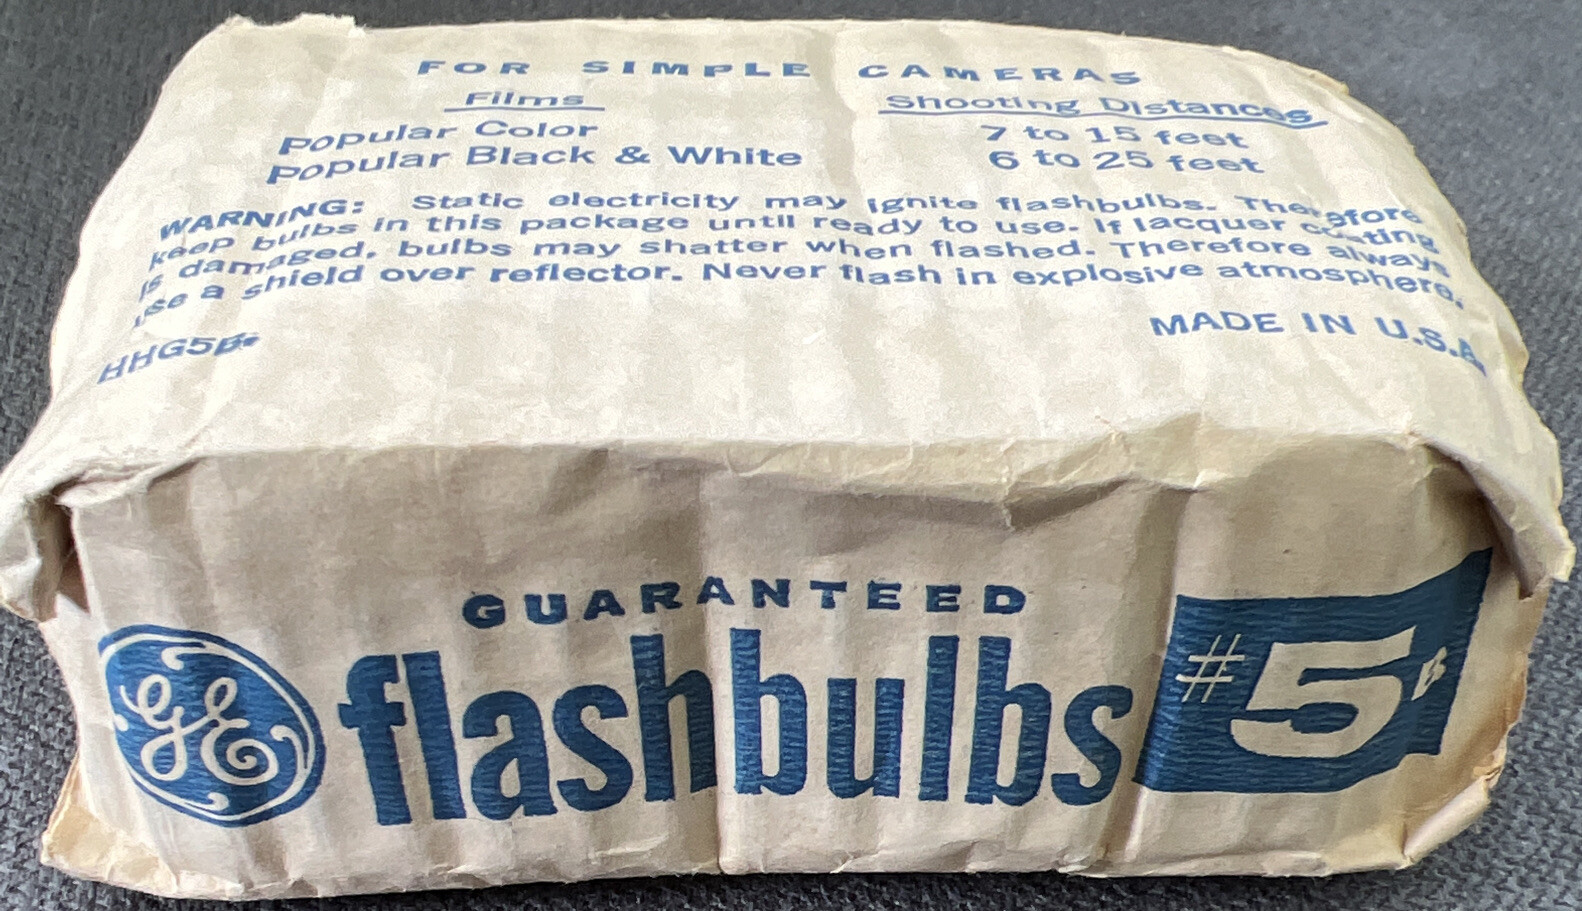 FOR SIMPLE CAMERAS
Films Shooting Distances
Popular Color 7 to 15 feet
Popular Black & White 6 to 25 feet
WARNING: Static electricity may ignite flashbulbs. Therefore
keep bulbs in this package until ready to use. If lacquer coating
is damaged, bulbs may shatter when flashed. Therefore always
use a shield over reflector. Never flash in explosive atmosphere.
MADE IN U.S.A.
GUARANTEED
GE flashbulbs #5